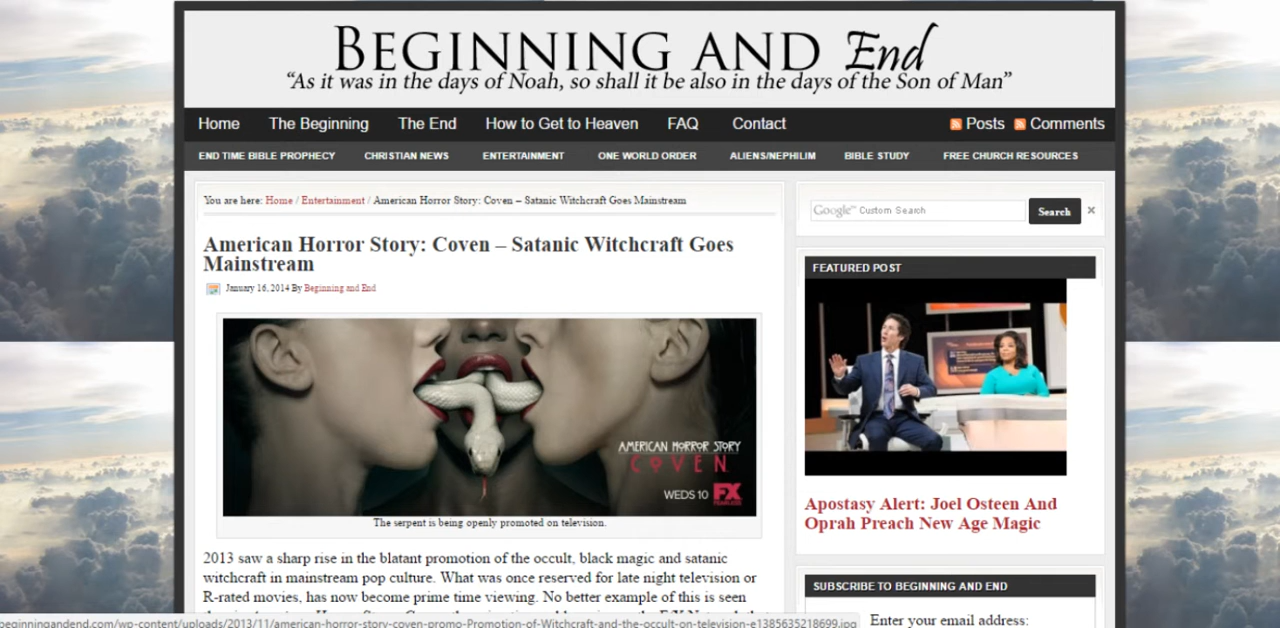 BEGINNING AND End
“As it was in the days of Noah, so shall it be also in the days of the Son of Man”
Home The Beginning The End How to Get to Heaven FAQ Contact Posts Comments
END TIME BIBLE PROPHECY CHRISTIAN NEWS ENTERTAINMENT ONE WORLD ORDER ALIENS/NEPHILIM BIBLE STUDY FREE CHURCH RESOURCES
You are here: Home / Entertainment / American Horror Story: Coven – Satanic Witchcraft Goes Mainstream
American Horror Story: Coven – Satanic Witchcraft Goes
Mainstream
January 16, 2014 By Beginning and End
AMERICAN HORROR STORY
COVEN
WEDS 10 FX
FEARLESS
The serpent is being openly promoted on television.
2013 saw a sharp rise in the blatant promotion of the occult, black magic and satanic
witchcraft in mainstream pop culture. What was once reserved for late night television or
R-rated movies, has now become prime time viewing. No better example of this is seen
Google™ Custom Search Search ×
FEATURED POST
Apostasy Alert: Joel Osteen And
Oprah Preach New Age Magic
SUBSCRIBE TO BEGINNING AND END
Enter your email address:
beginningandend.com/wp-content/uploads/2013/11/american-horror-story-coven-promo-Promotion-of-Witchcraft-and-the-occult-on-television-e1385635218699.jpg